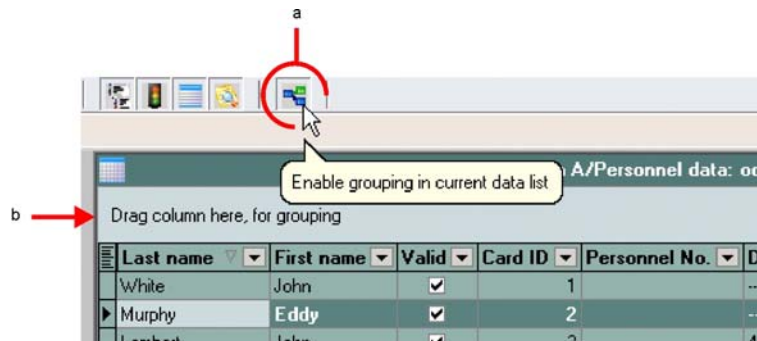 a
Enable grouping in current data list
A/Personnel data:
b
Drag column here, for grouping
Last name First name Valid Card ID Personnel No. D
White John 1
Murphy Eddy 2